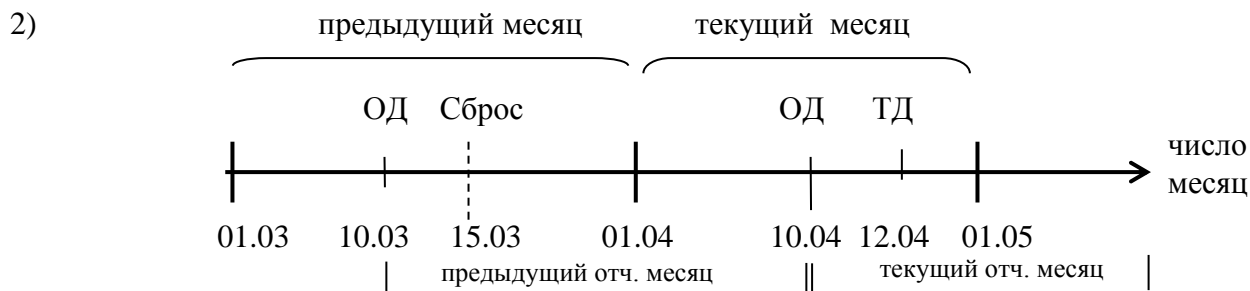 2)
предыдущий месяц текущий месяц
ОД Сброс ОД ТД
число
месяц
01.03 10.03 15.03 01.04 10.04 12.04 01.05
предыдущий отч. месяц текущий отч. месяц